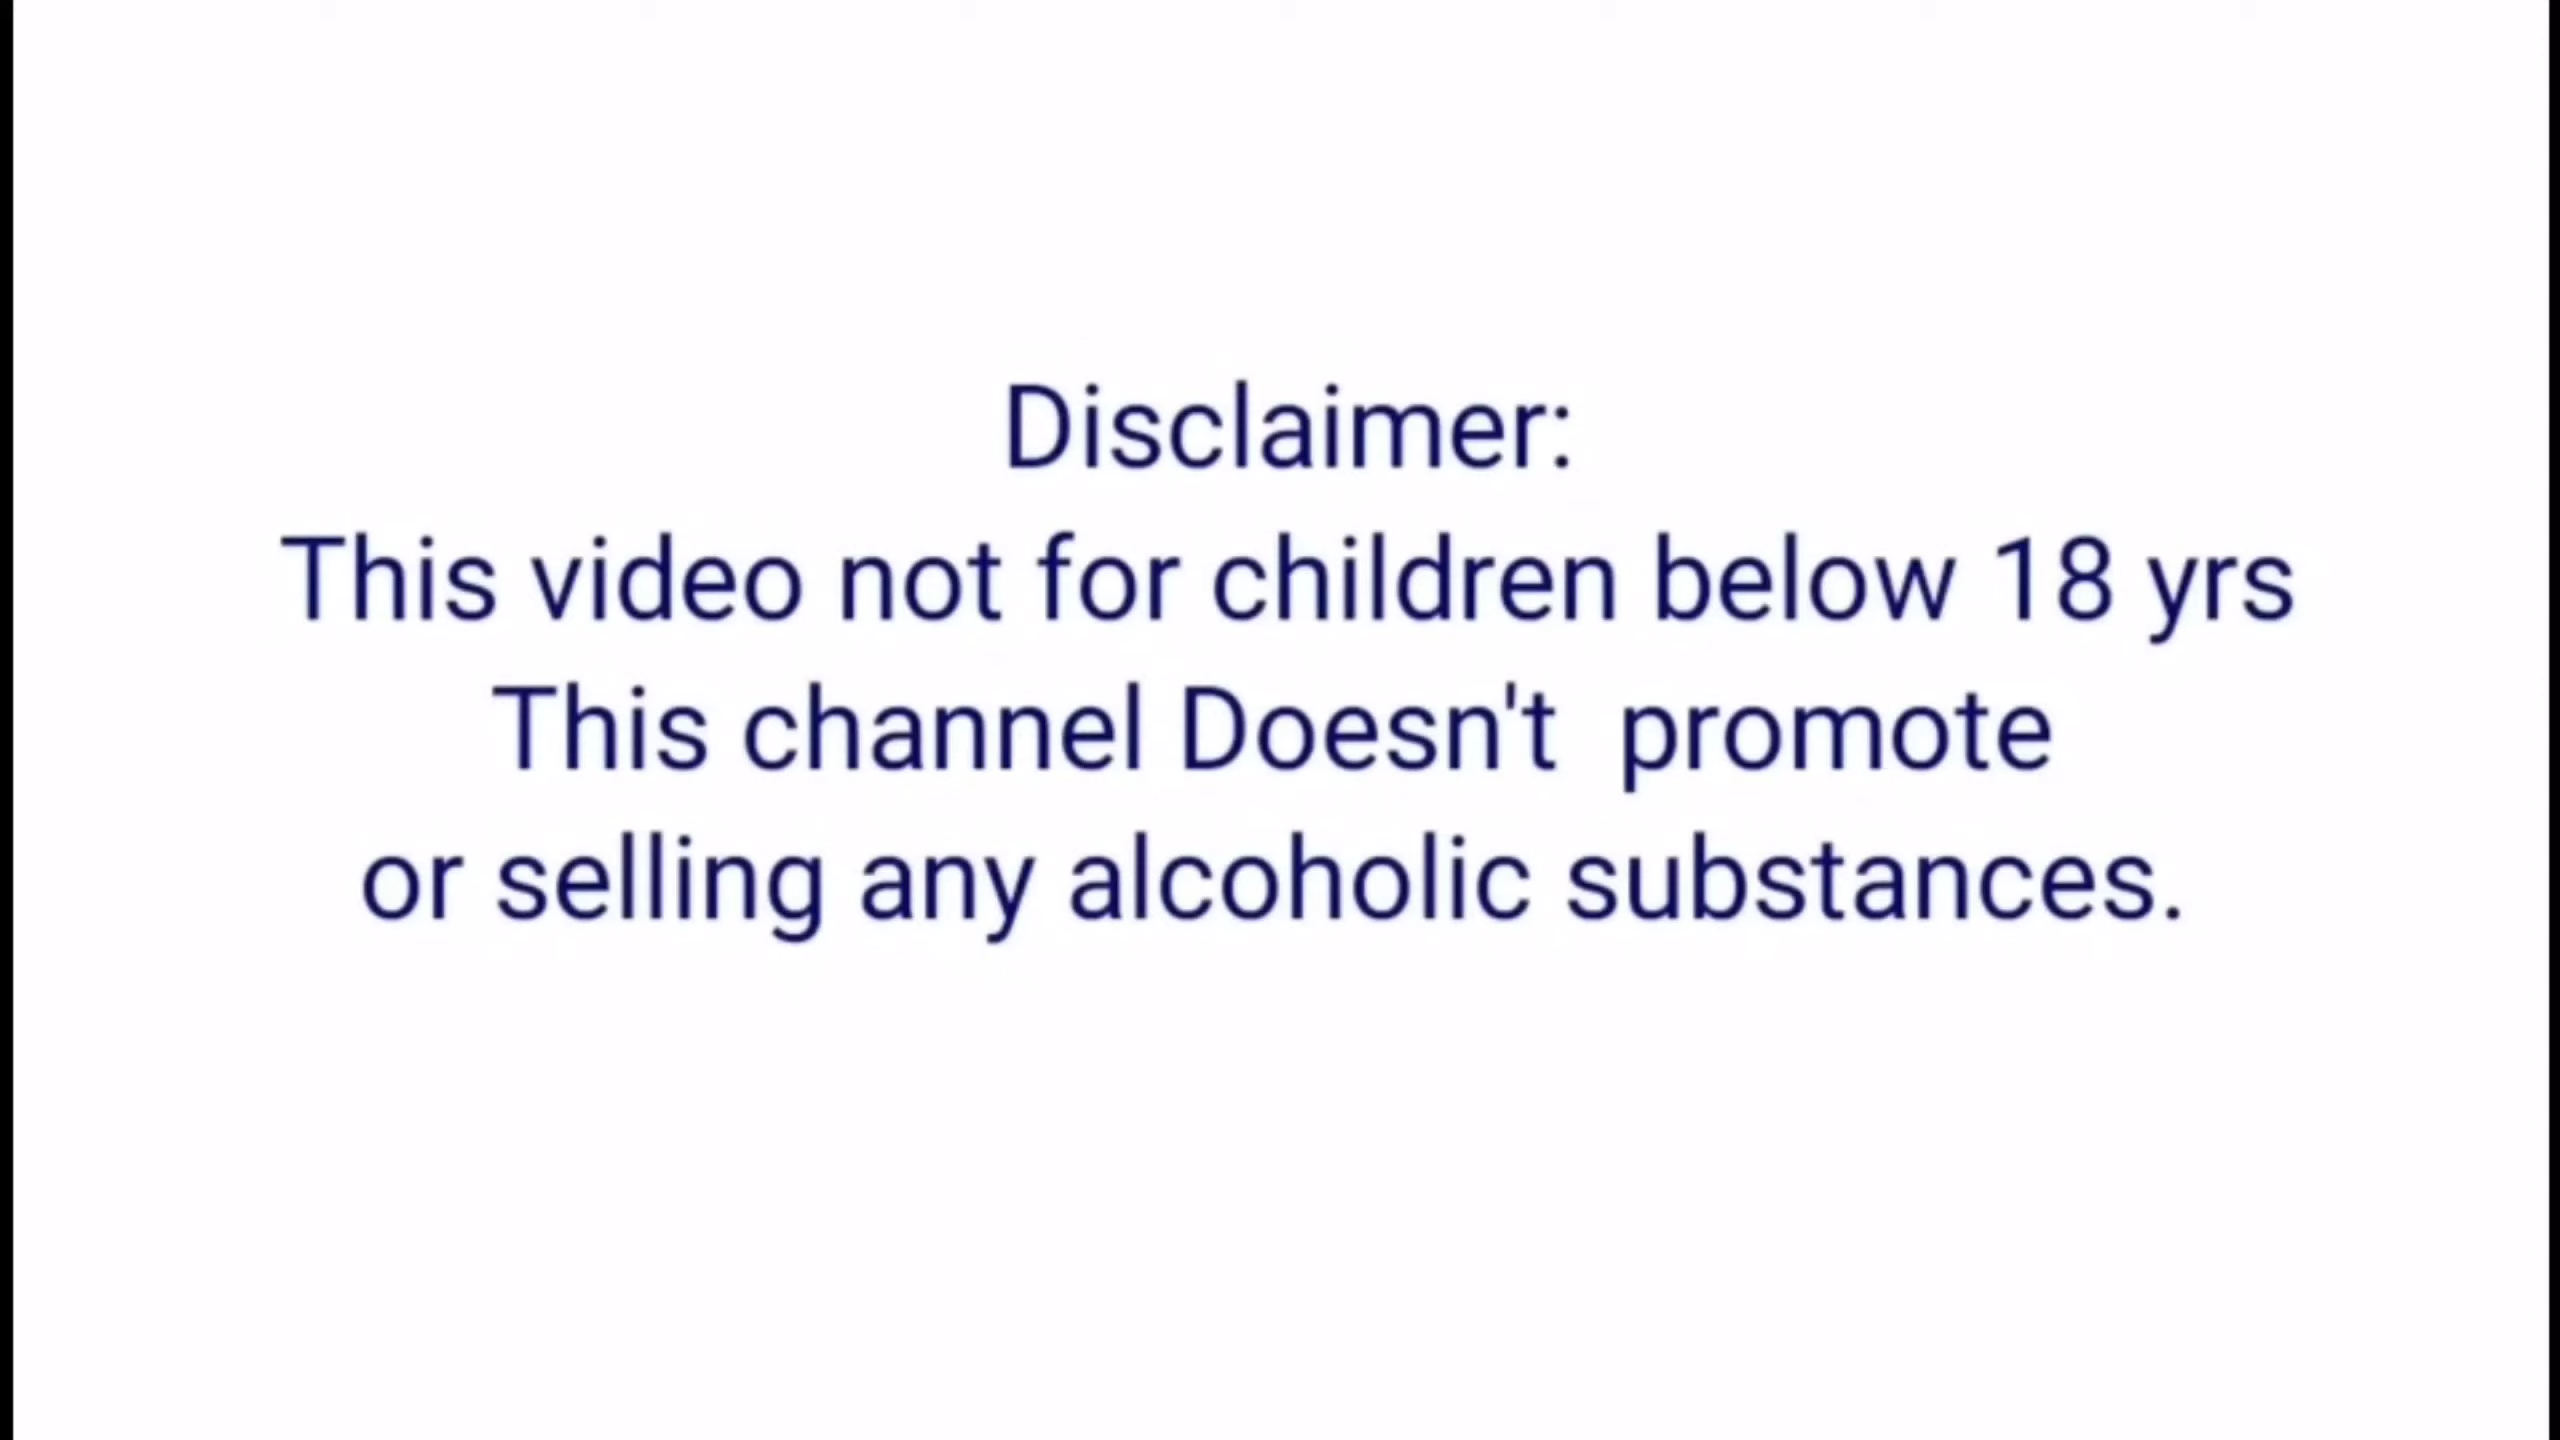 Disclaimer:
This video not for children below 18 yrs
This channel Doesn't  promote
or selling any alcoholic substances.